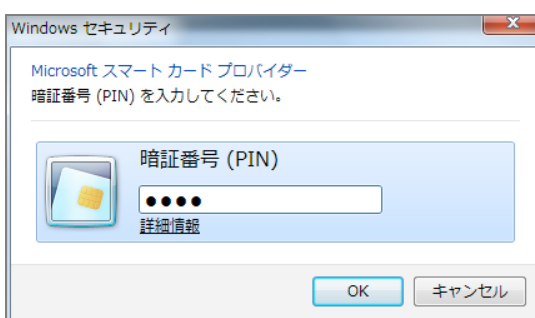 Windows セキュリティ
Microsoft スマート カード プロバイダー
暗証番号 (PIN) を入力してください。
暗証番号 (PIN)
●●●●
詳細情報
OK
キャンセル